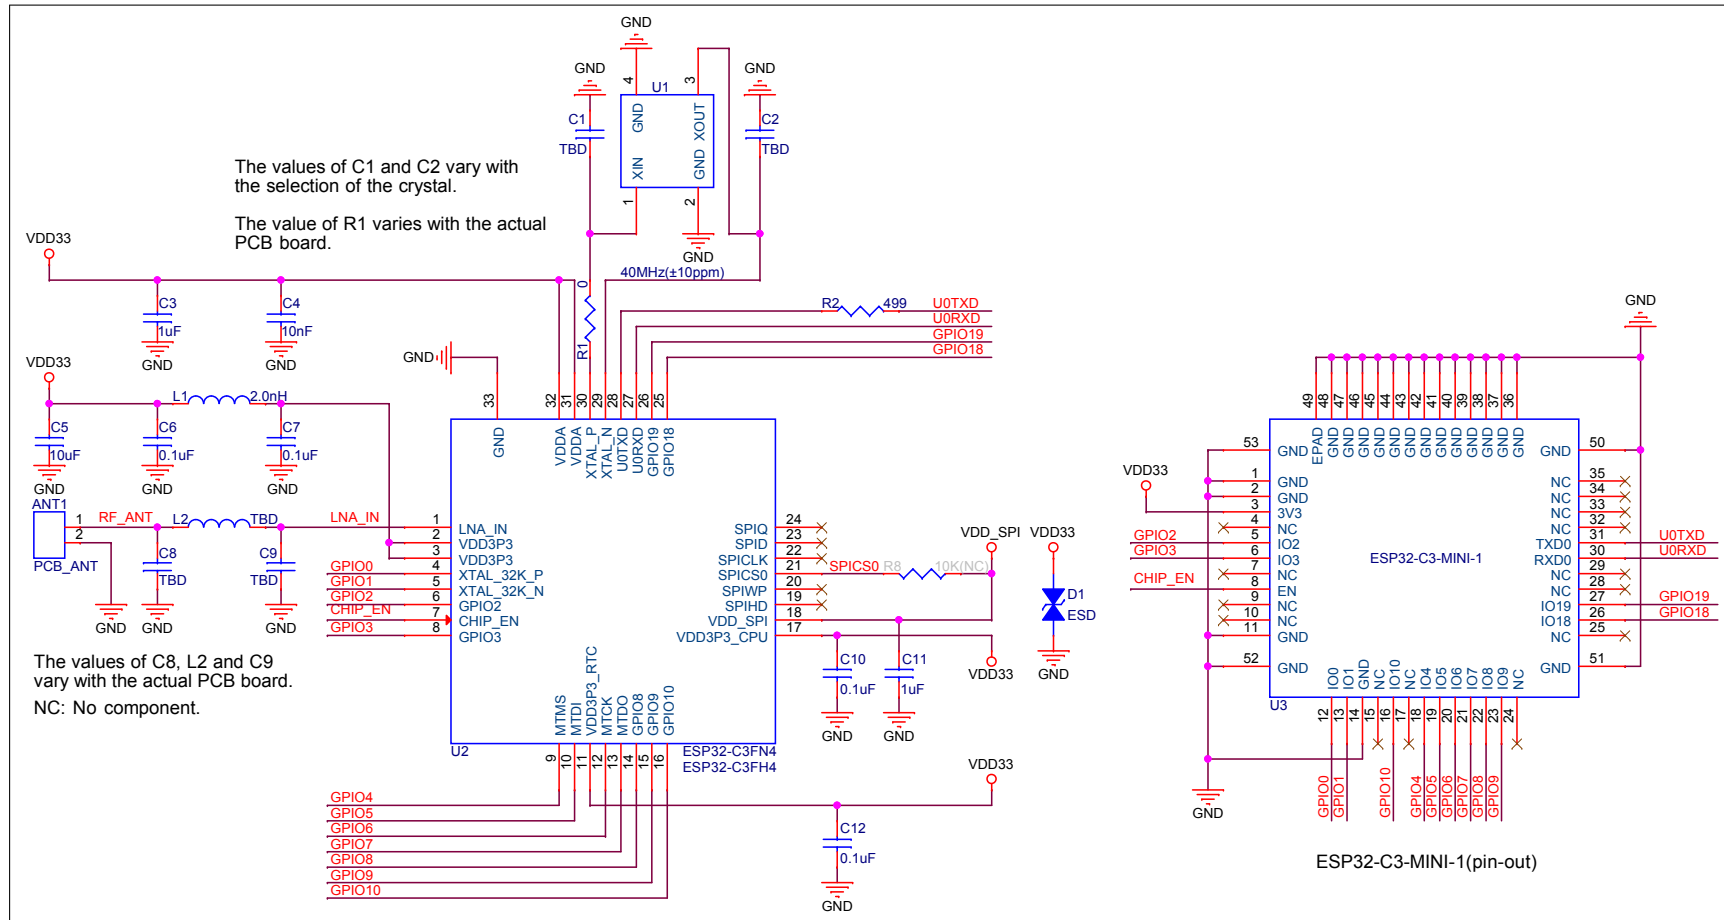 GND
GND
GND
4
3
U1
C1
TBD
GND
XOUT
XIN
GND
C2
TBD
1
2
GND
The values of C1 and C2 vary with
the selection of the crystal.
The value of R1 varies with the actual
PCB board.
VDD33
40MHz(±10ppm)
C3
1uF
GND
C4
10nF
GND
0
R1
R2
499
U0TXD
U0RXD
GPIO19
GPIO18
GND
VDD33
L1
2.0nH
C5
10uF
GND
C6
0.1uF
GND
C7
0.1uF
GND
33
32
31
30
29
28
27
26
25
GND
VDDA
VDDA
XTAL_P
XTAL_N
U0TXD
U0RXD
GPIO19
GPIO18
ANT1
1
2
PCB_ANT
RF_ANT
L2
TBD
LNA_IN
C8
TBD
GND
GND
C9
TBD
GND
GPIO0
GPIO1
GPIO2
CHIP_EN
GPIO3
1
LNA_IN
2
VDD3P3
3
VDD3P3
4
XTAL_32K_P
5
XTAL_32K_N
6
GPIO2
7
CHIP_EN
8
GPIO3
SPIQ
24
SPID
23
SPICLK
22
SPICS0
21
SPIWP
20
SPIHD
19
VDD_SPI
18
VDD3P3_CPU
17
SPICS0
R8
10K(NC)
VDD_SPI
VDD33
D1
ESD
GND
VDD33
C10
0.1uF
GND
C11
1uF
GND
The values of C8, L2 and C9
vary with the actual PCB board.
NC: No component.
MTMS
MTDI
VDD3P3_RTC
MTCK
MTDO
GPIO8
GPIO9
GPIO10
U2
ESP32-C3FN4
ESP32-C3FH4
9
10
11
12
13
14
15
16
GPIO4
GPIO5
GPIO6
GPIO7
GPIO8
GPIO9
GPIO10
VDD33
C12
0.1uF
GND
GND
49
48
47
46
45
44
43
42
41
40
39
38
37
36
EPAD
GND
GND
GND
GND
GND
GND
GND
GND
GND
GND
GND
GND
GND
VDD33
GPIO2
GPIO3
CHIP_EN
53
GND
1
GND
2
GND
3
3V3
4
NC
5
IO2
6
IO3
7
NC
8
EN
9
NC
10
NC
11
GND
52
GND
ESP32-C3-MINI-1
GND
50
NC
35
NC
34
NC
33
NC
32
TXD0
31
U0TXD
RXD0
30
U0RXD
NC
29
NC
28
IO19
27
GPIO19
IO18
26
GPIO18
NC
25
GND
51
IO0
IO1
GND
NC
IO10
NC
IO4
IO5
IO6
IO7
IO8
IO9
NC
U3
12
13
14
15
16
17
18
19
20
21
22
23
24
GPIO0
GPIO1
GPIO10
GPIO4
GPIO5
GPIO6
GPIO7
GPIO8
GPIO9
GND
ESP32-C3-MINI-1(pin-out)